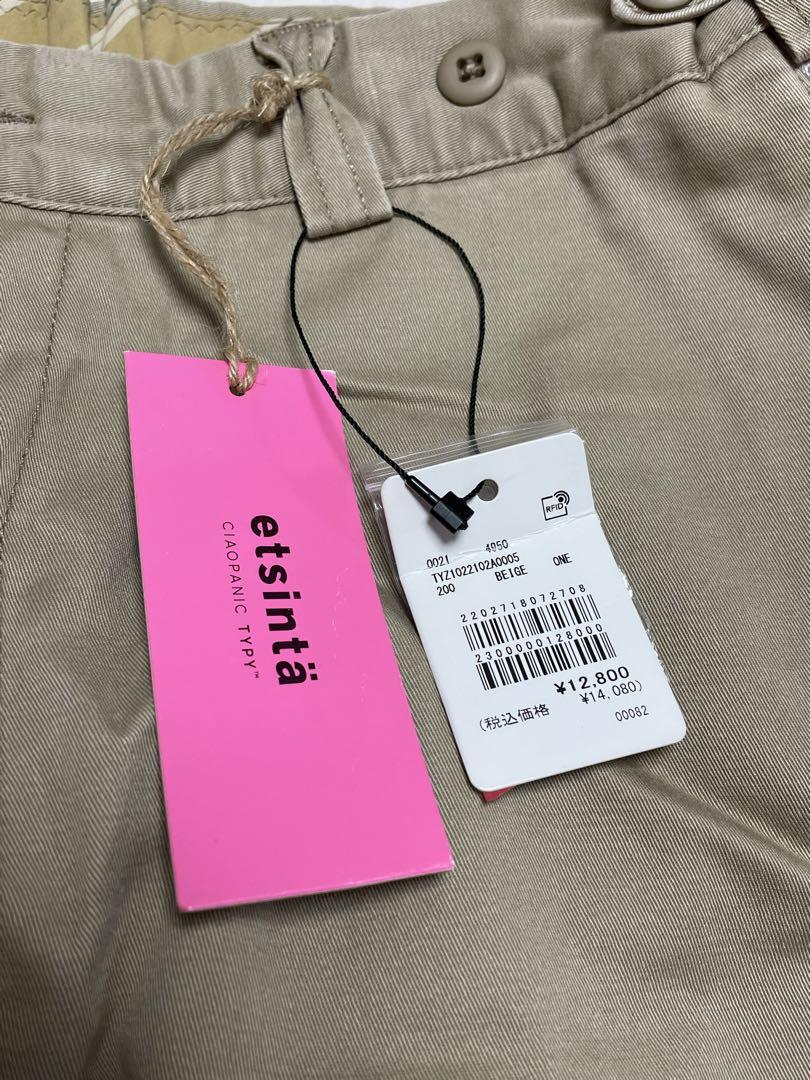 etsintä
CIAOPANIC TYPY™
RFID
0021 4950
TYZ1022102A0005
200 BEIGE ONE
2202718072708
2300000128000
¥12,800
(税込価格 ¥14,080)
00082